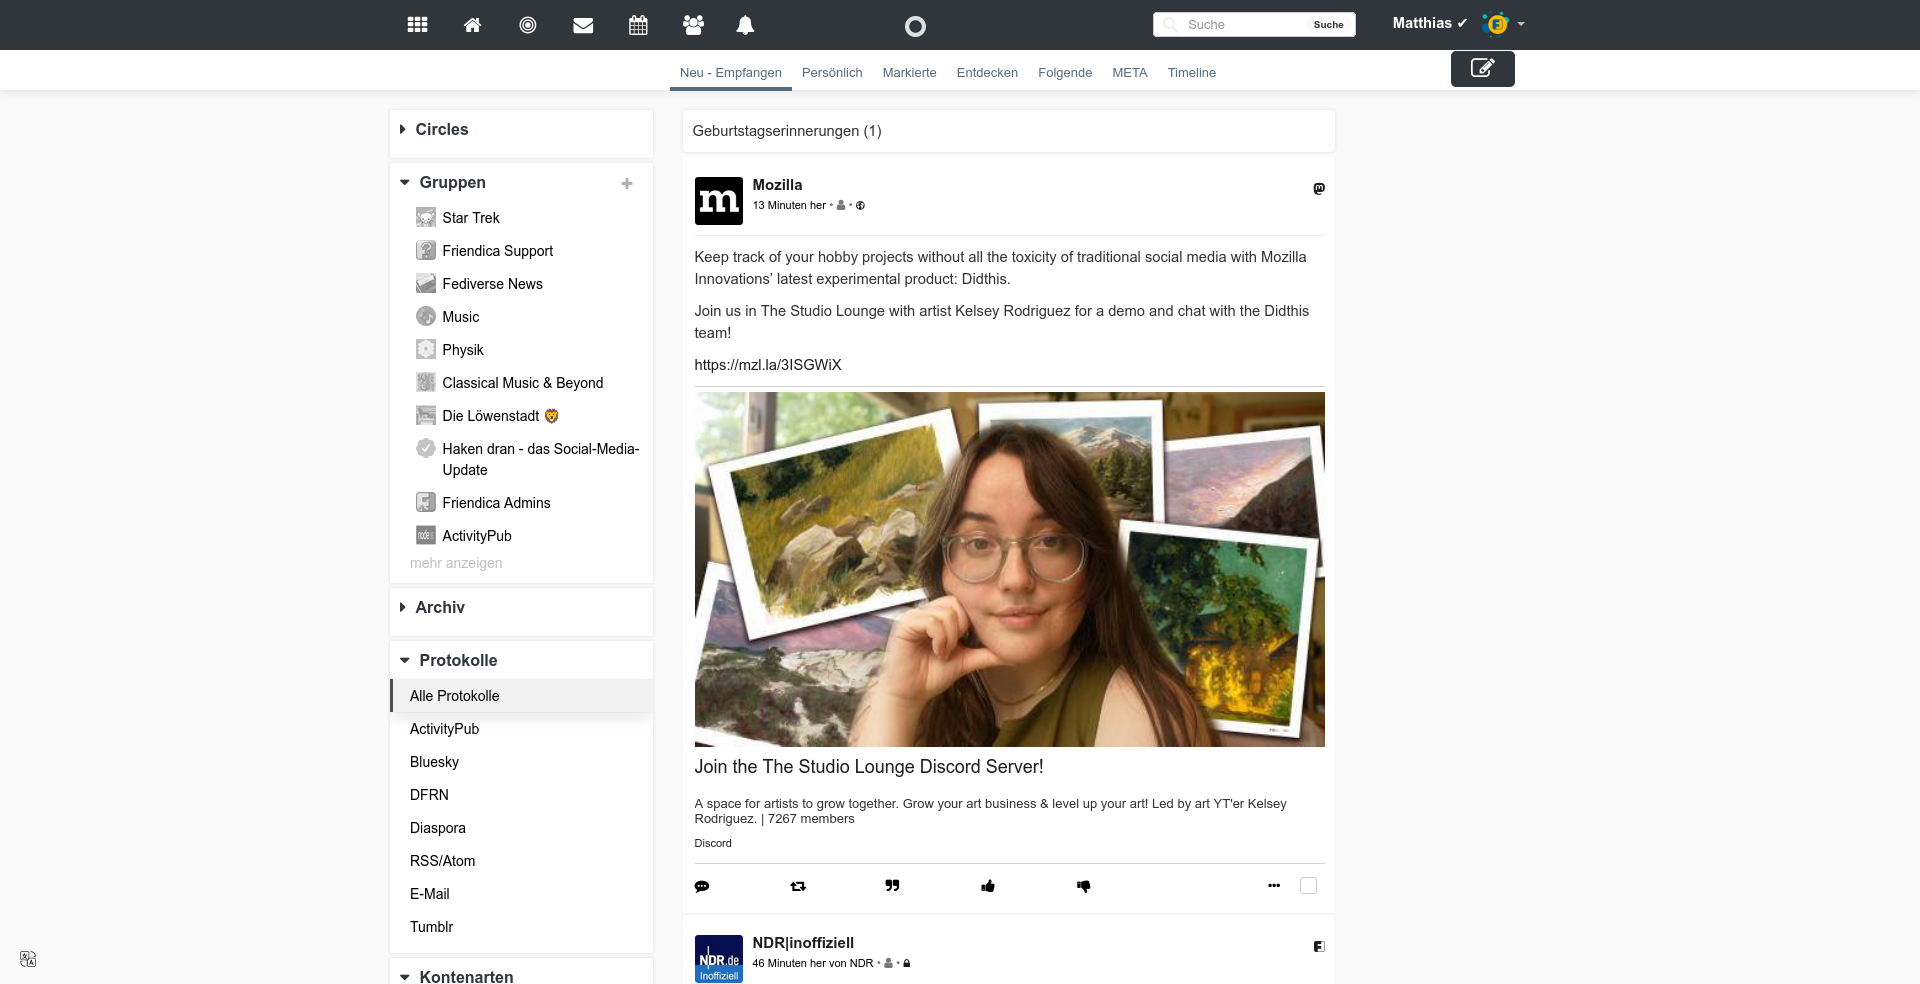 Suche
Suche
Matthias ✔
Neu - Empfangen
Persönlich
Markierte
Entdecken
Folgende
META
Timeline
Circles
Gruppen
Star Trek
Friendica Support
Fediverse News
Music
Physik
Classical Music & Beyond
Die Löwenstadt 🦁
Haken dran - das Social-Media-
Update
Friendica Admins
ActivityPub
mehr anzeigen
Archiv
Protokolle
Alle Protokolle
ActivityPub
Bluesky
DFRN
Diaspora
RSS/Atom
E-Mail
Tumblr
Kontenarten
Geburtstagserinnerungen (1)
m
Mozilla
13 Minuten her
Keep track of your hobby projects without all the toxicity of traditional social media with Mozilla
Innovations’ latest experimental product: Didthis.
Join us in The Studio Lounge with artist Kelsey Rodriguez for a demo and chat with the Didthis
team!
https://mzl.la/3ISGWiX
Join the The Studio Lounge Discord Server!
A space for artists to grow together. Grow your art business & level up your art! Led by art YT'er Kelsey
Rodriguez. | 7267 members
Discord
NDR.de
Inoffiziell
NDR|inoffiziell
46 Minuten her von NDR